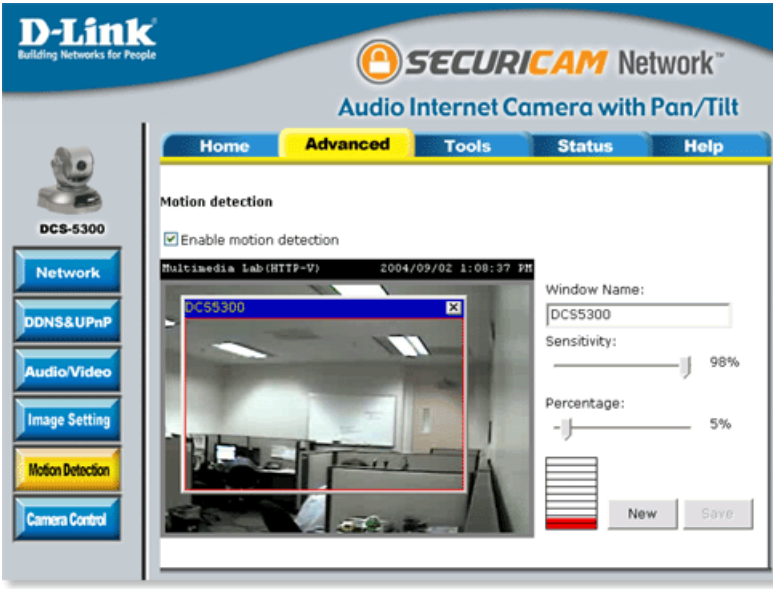 D-Link
Building Networks for People
SECURICAM Network™
Audio Internet Camera with Pan/Tilt
Home Advanced Tools Status Help
DCS-5300
Network
DDNS&UPnP
Audio/Video
Image Setting
Motion Detection
Camera Control
Motion detection
Enable motion detection
Multimedia Lab(HTTP-V) 2004/09/02 1:08:37 PM
DCS5300
Window Name:
DCS5300
Sensitivity:
98%
Percentage:
5%
New Save